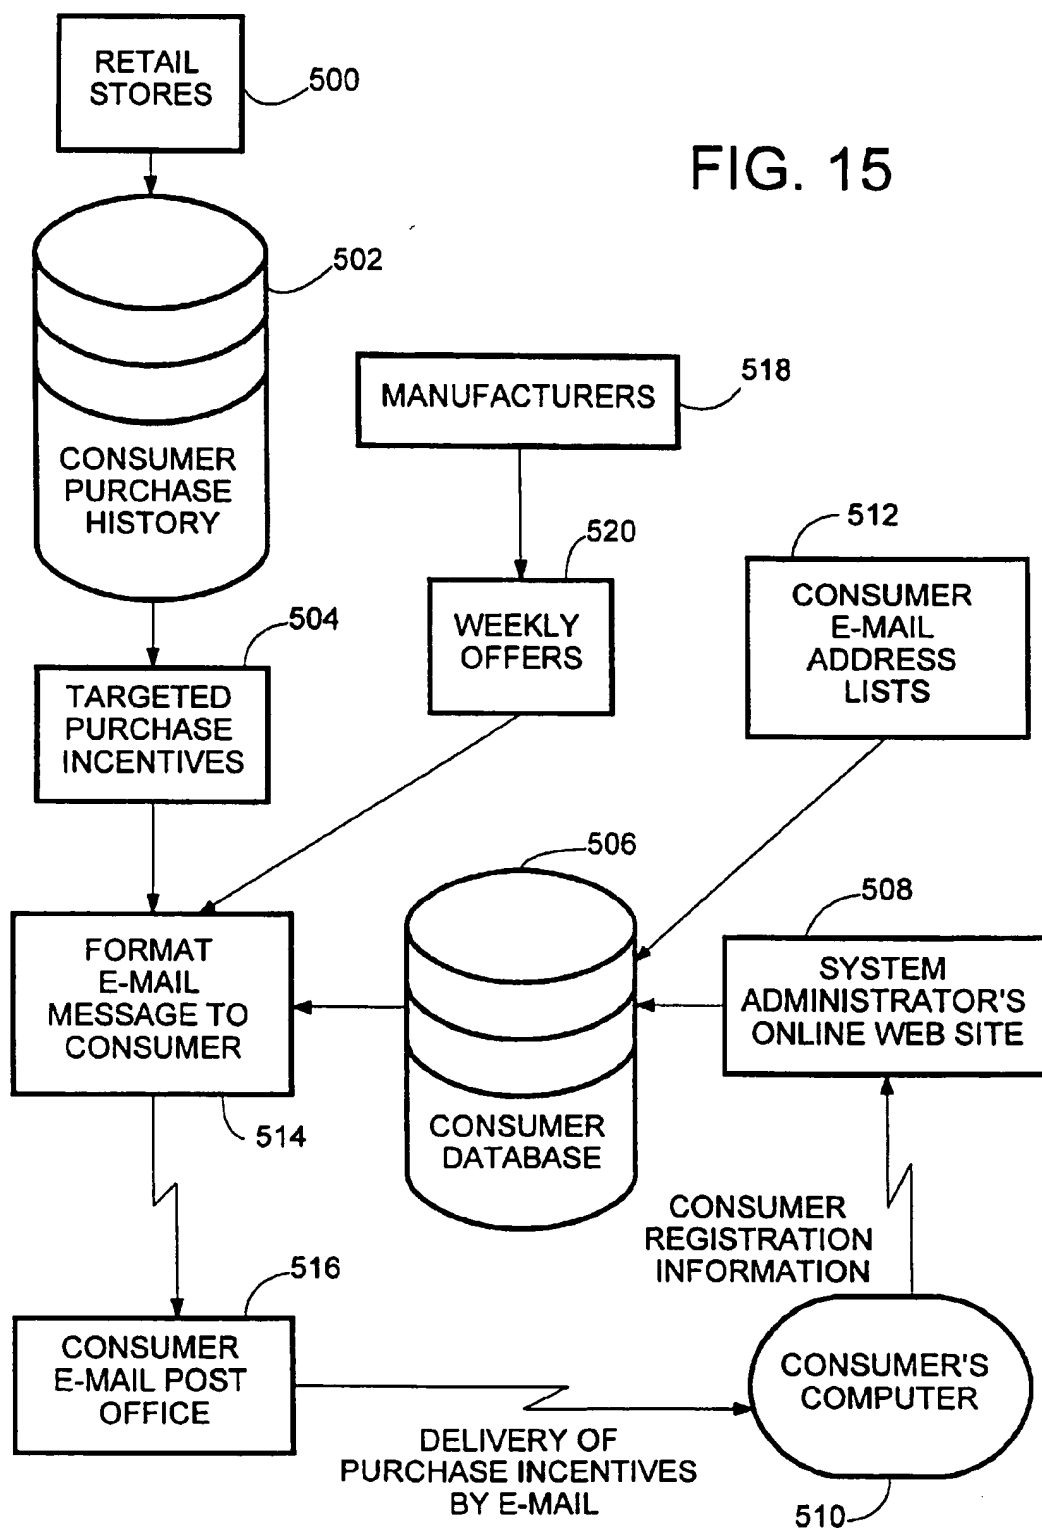 RETAIL
STORES
500
FIG. 15
502
CONSUMER
PURCHASE
HISTORY
MANUFACTURERS
518
520
WEEKLY
OFFERS
512
CONSUMER
E-MAIL
ADDRESS
LISTS
504
TARGETED
PURCHASE
INCENTIVES
506
CONSUMER
DATABASE
508
SYSTEM
ADMINISTRATOR'S
ONLINE WEB SITE
FORMAT
E-MAIL
MESSAGE TO
CONSUMER
514
CONSUMER
REGISTRATION
INFORMATION
516
CONSUMER
E-MAIL POST
OFFICE
DELIVERY OF
PURCHASE INCENTIVES
BY E-MAIL
CONSUMER'S
COMPUTER
510